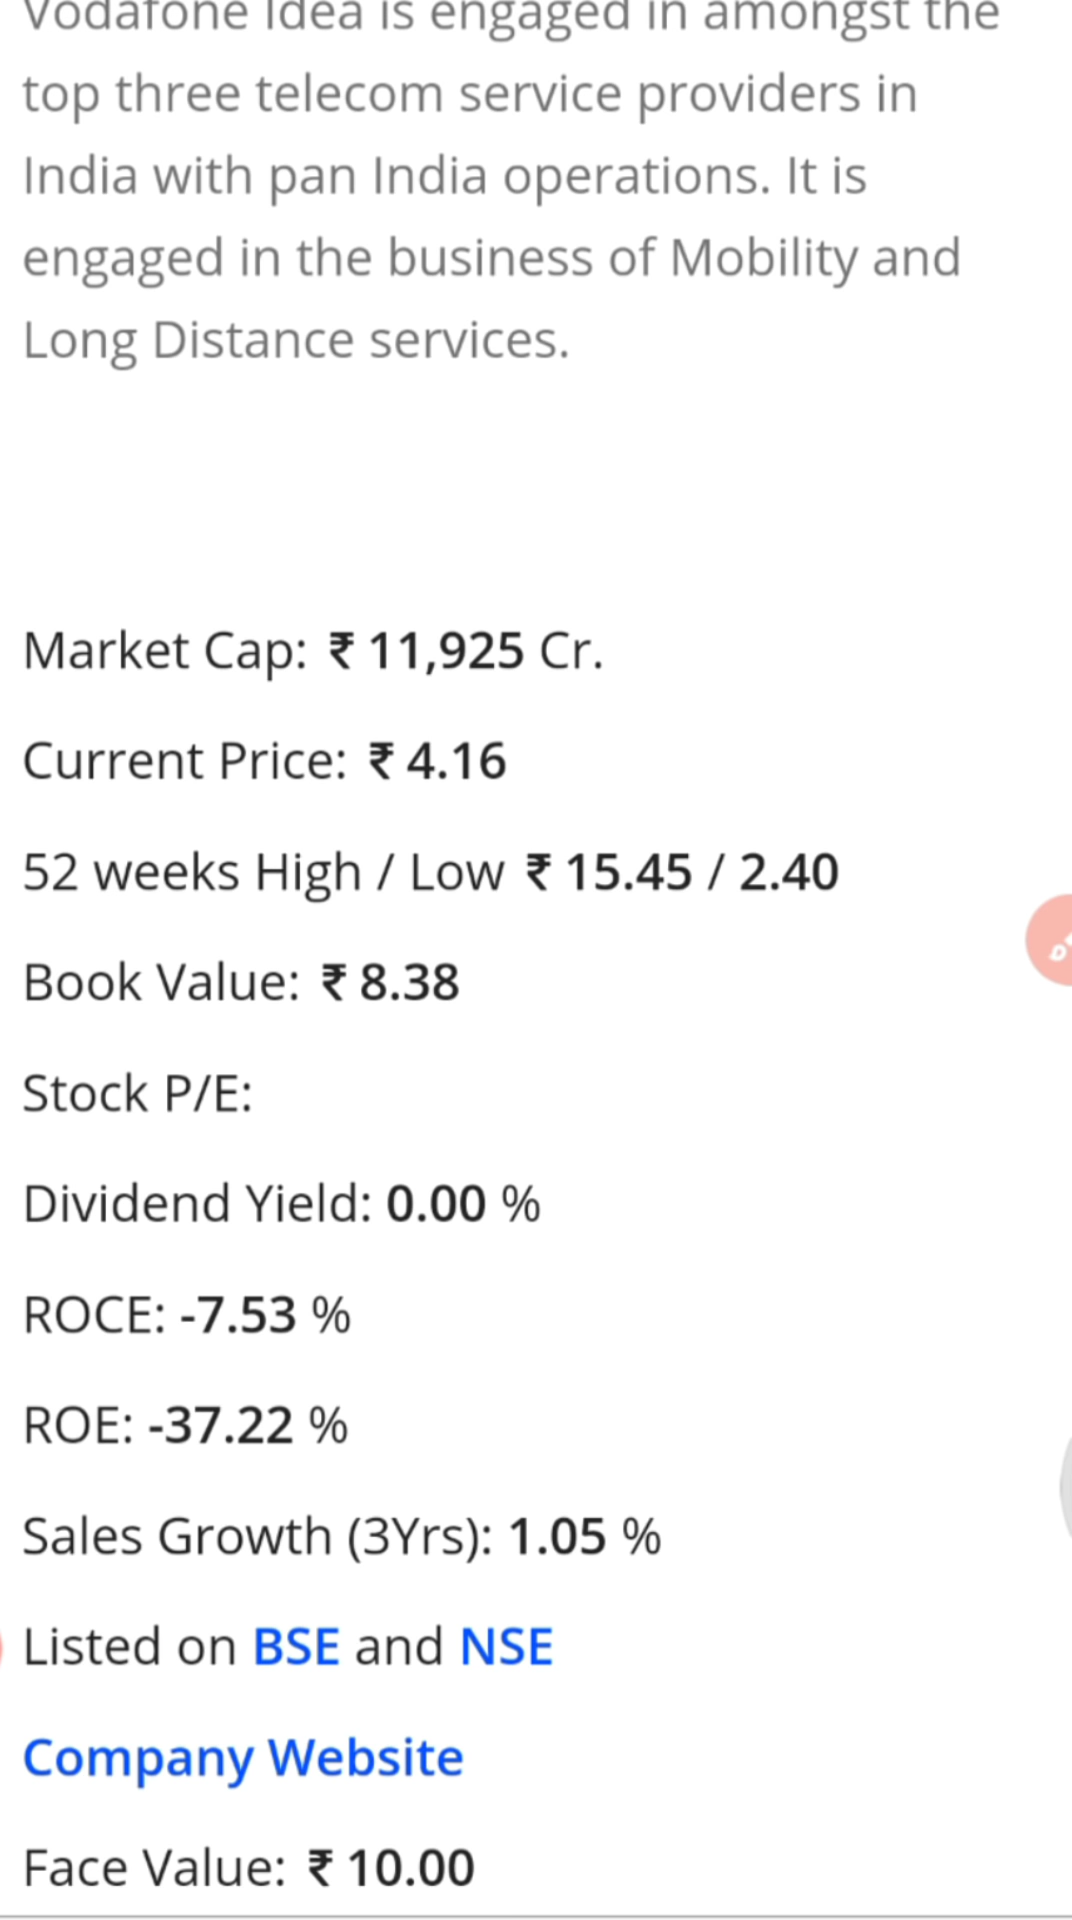 Vodafone Idea is engaged in amongst the
top three telecom service providers in
India with pan India operations. It is
engaged in the business of Mobility and
Long Distance services.
Market Cap: ₹ 11,925 Cr.
Current Price: ₹ 4.16
52 weeks High / Low ₹ 15.45 / 2.40
Book Value: ₹ 8.38
Stock P/E:
Dividend Yield: 0.00 %
ROCE: -7.53 %
ROE: -37.22 %
Sales Growth (3Yrs): 1.05 %
Listed on BSE and NSE
Company Website
Face Value: ₹ 10.00